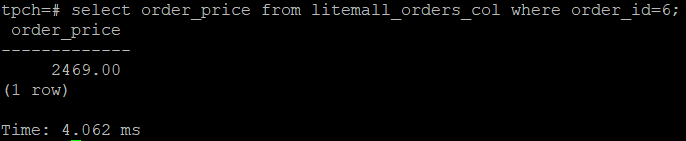 tpch=# select order_price from litemall_orders_col where order_id=6;
 order_price
-------------
     2469.00
(1 row)

Time: 4.062 ms